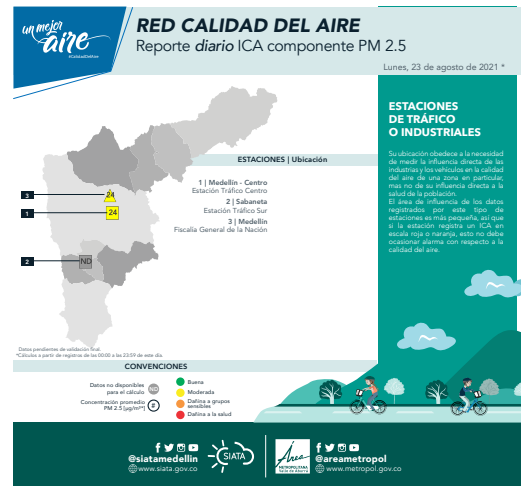 un mejor
aire
#CalidadDelAire
RED CALIDAD DEL AIRE
Reporte diario ICA componente PM 2.5
Lunes, 23 de agosto de 2021 *
ESTACIONES | Ubicación
1 | Medellín - Centro
Estación Tráfico Centro
2 | Sabaneta
Estación Tráfico Sur
3 | Medellín
Fiscalía General de la Nación
3
24
1
24
2
ND
ESTACIONES
DE TRÁFICO
O INDUSTRIALES
Su ubicación obedece a la necesidad
de medir la influencia directa de las
industrias y los vehículos en la calidad
del aire de una zona en particular,
mas no de su influencia directa a la
salud de la población.
El área de influencia de los datos
registrados por este tipo de
estaciones es más pequeña, así que
si la estación registra un ICA en
escala roja o naranja, esto no debe
ocasionar alarma con respecto a la
calidad del aire.
Datos pendientes de validación final.
*Cálculos a partir de registros de las 00:00 a las 23:59 de este día.
CONVENCIONES
Datos no disponibles
para el cálculo
ND
Concentración promedio
PM 2.5 [µg/m³*]
#
Buena
Moderada
Dañina a grupos
sensibles
Dañina a la salud
@siatamedellin
www.siata.gov.co
SIATA
Área
METROPOLITANA
Valle de Aburrá
@areametropol
www.metropol.gov.co